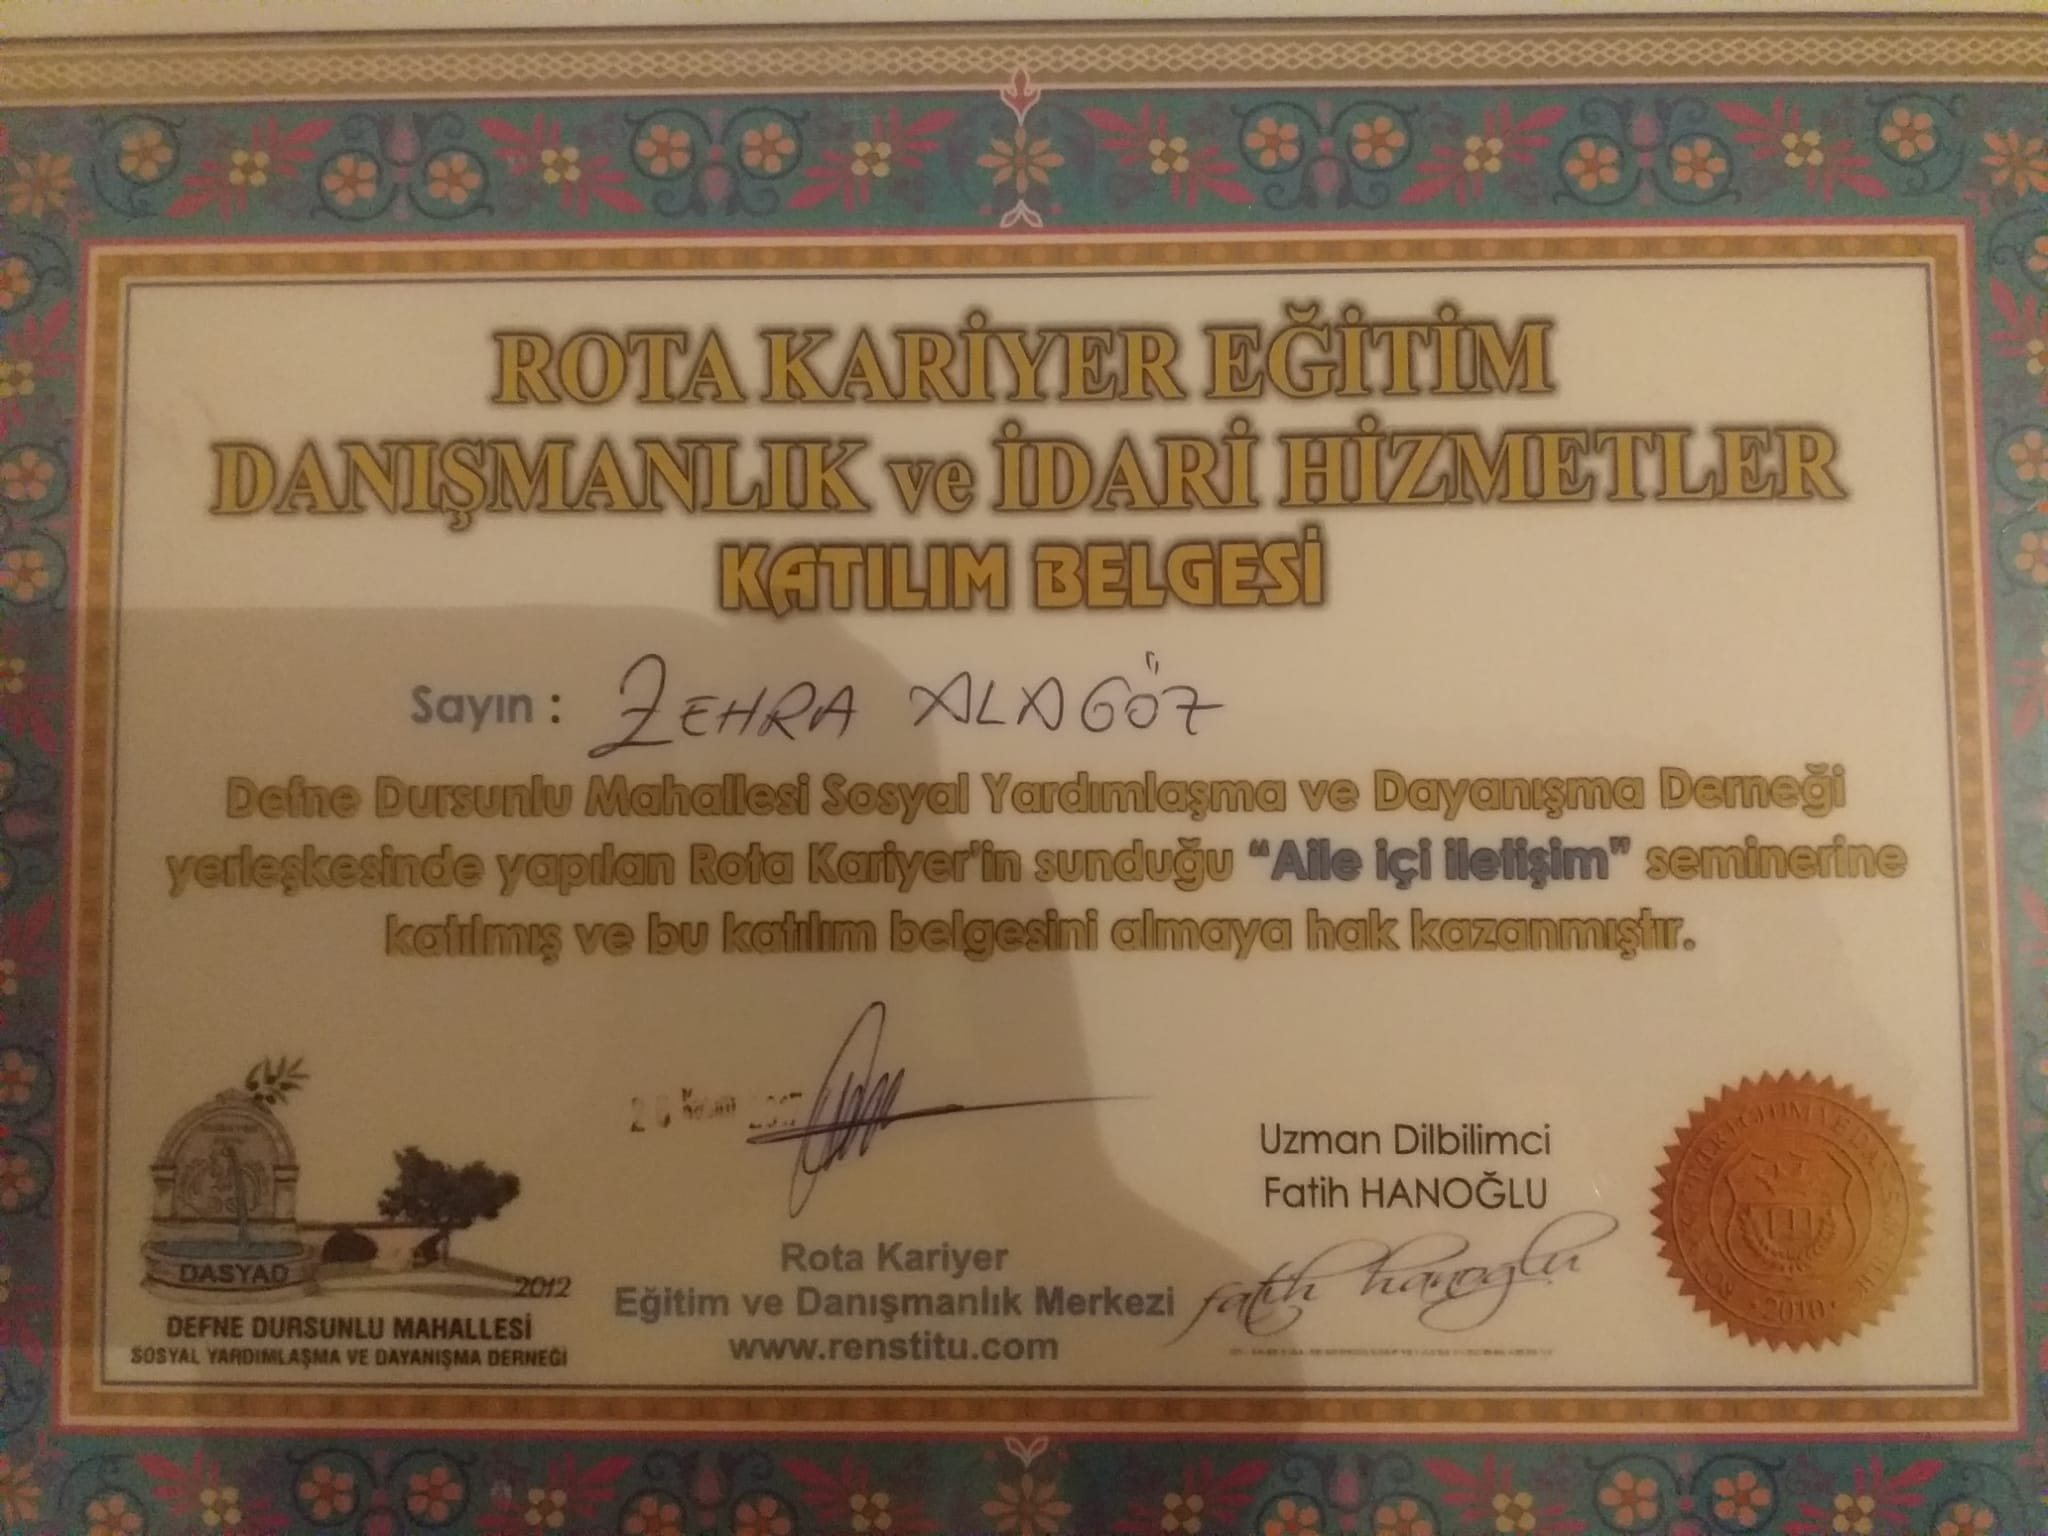 ROTA KARİYER EĞİTİM
DANIŞMANLIK ve İDARİ HİZMETLER
KATILIM BELGESİ
Sayın : ZEHRA ALAGÖZ
Defne Dursunlu Mahallesi Sosyal Yardımlaşma ve Dayanışma Derneği
yerleşkesinde yapılan Rota Kariyer'in sunduğu "Aile içi iletişim" seminerine
katılmış ve bu katılım belgesini almaya hak kazanmıştır.
DASYAD
2012
DEFNE DURSUNLU MAHALLESİ
SOSYAL YARDIMLAŞMA VE DAYANIŞMA DERNEĞİ
Rota Kariyer
Eğitim ve Danışmanlık Merkezi
www.renstitu.com
Uzman Dilbilimci
Fatih HANOĞLU
fatih hanoglu
2010